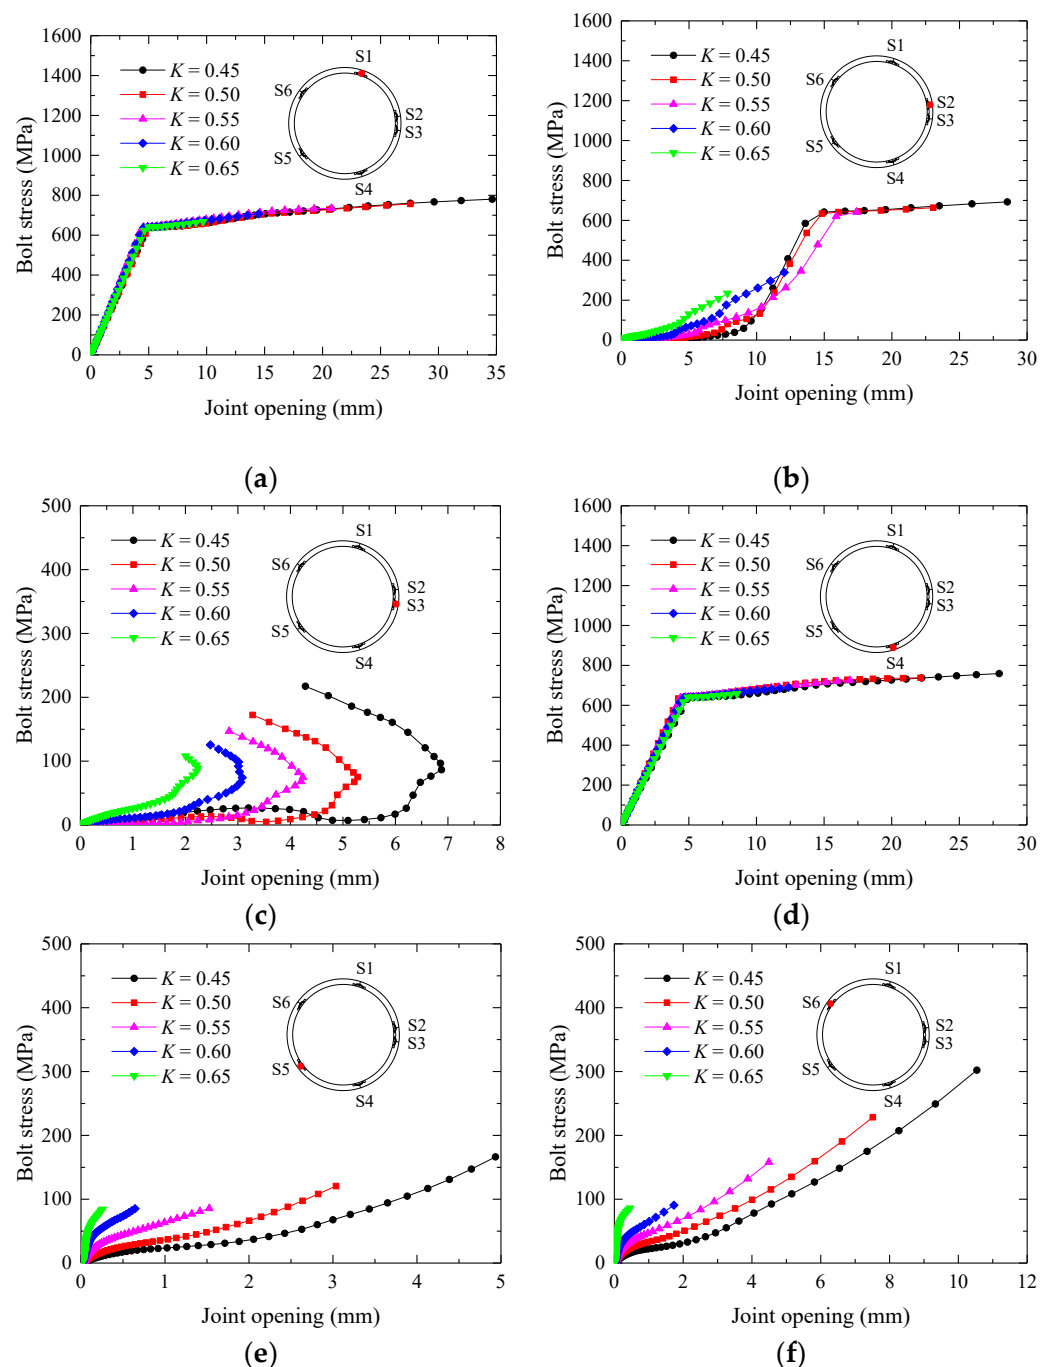 1600
1400
1200
1000
800
600
400
200
0
Bolt stress (MPa)
K = 0.45
K = 0.50
K = 0.55
K = 0.60
K = 0.65
S1
S2
S3
S4
S5
S6
0 5 10 15 20 25 30 35
Joint opening (mm)
(a)
1600
1400
1200
1000
800
600
400
200
0
Bolt stress (MPa)
K = 0.45
K = 0.50
K = 0.55
K = 0.60
K = 0.65
S1
S2
S3
S4
S5
S6
0 5 10 15 20 25 30
Joint opening (mm)
(b)
500
400
300
200
100
0
Bolt stress (MPa)
K = 0.45
K = 0.50
K = 0.55
K = 0.60
K = 0.65
S1
S2
S3
S4
S5
S6
0 1 2 3 4 5 6 7 8
Joint opening (mm)
(c)
1600
1400
1200
1000
800
600
400
200
0
Bolt stress (MPa)
K = 0.45
K = 0.50
K = 0.55
K = 0.60
K = 0.65
S1
S2
S3
S4
S5
S6
0 5 10 15 20 25 30
Joint opening (mm)
(d)
500
400
300
200
100
0
Bolt stress (MPa)
K = 0.45
K = 0.50
K = 0.55
K = 0.60
K = 0.65
S1
S2
S3
S4
S5
S6
0 1 2 3 4 5
Joint opening (mm)
(e)
500
400
300
200
100
0
Bolt stress (MPa)
K = 0.45
K = 0.50
K = 0.55
K = 0.60
K = 0.65
S1
S2
S3
S4
S5
S6
0 2 4 6 8 10 12
Joint opening (mm)
(f)